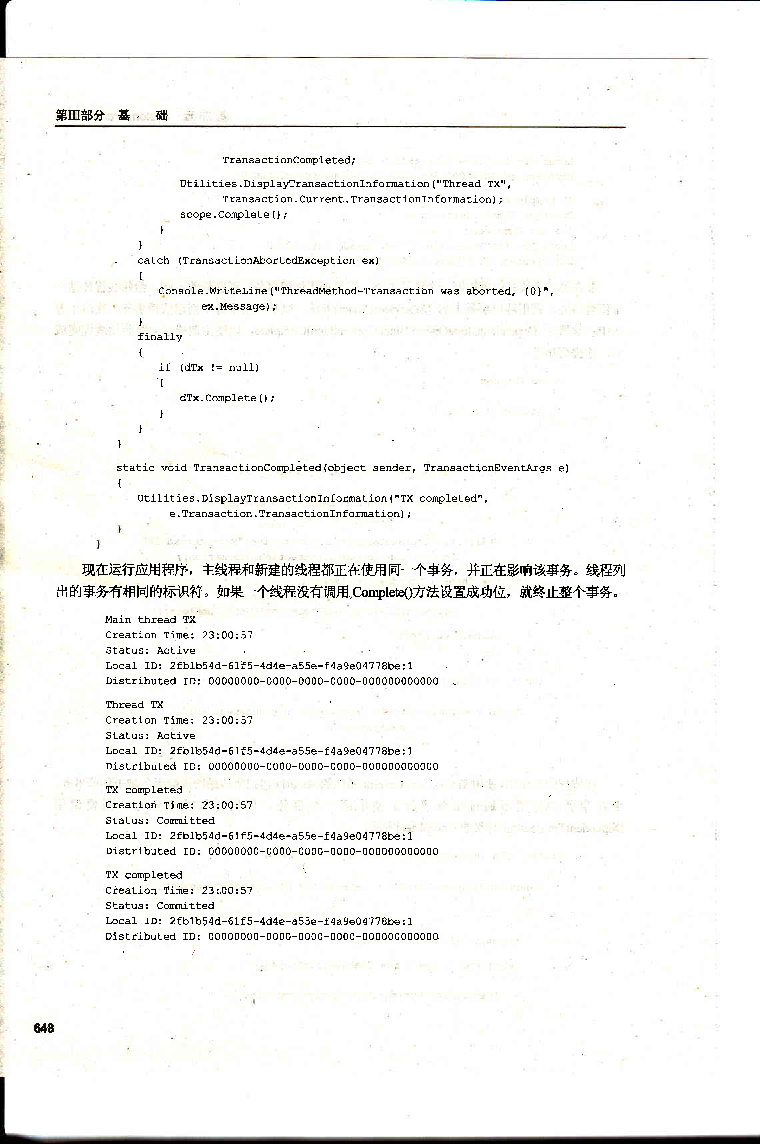 第III部分 基 础
TransactionCompleted;
Utilities.DisplayTransactionInformation("Thread TX",
Transaction.Current.TransactionInformation);
scope.Complete();
}
}
catch (TransactionAbortedException ex)
{
Console.WriteLine("ThreadMethod-Transaction was aborted, {0}",
ex.Message);
}
finally
{
if (dTx != null)
{
dTx.Complete();
}
}
}
static void TransactionCompleted(object sender, TransactionEventArgs e)
{
Utilities.DisplayTransactionInformation("TX completed",
e.Transaction.TransactionInformation);
}
}
现在运行应用程序，主线程和新建的线程都正在使用同一个事务，并正在影响该事务。线程列
出的事务有相同的标识符。如果一个线程没有调用Complete()方法设置成功位，就终止整个事务。
Main thread TX
Creation Time: 23:00:57
Status: Active
Local ID: 2fb1b54d-61f5-4d4e-a55e-f4a9e04778be:1
Distributed ID: 00000000-0000-0000-0000-000000000000
Thread TX
Creation Time: 23:00:57
Status: Active
Local ID: 2fb1b54d-61f5-4d4e-a55e-f4a9e04778be:1
Distributed ID: 00000000-0000-0000-0000-000000000000
TX completed
Creation Time: 23:00:57
Status: Committed
Local ID: 2fb1b54d-61f5-4d4e-a55e-f4a9e04778be:1
Distributed ID: 00000000-0000-0000-0000-000000000000
TX completed
Creation Time: 23:00:57
Status: Committed
Local ID: 2fb1b54d-61f5-4d4e-a55e-f4a9e04778be:1
Distributed ID: 00000000-0000-0000-0000-000000000000
648